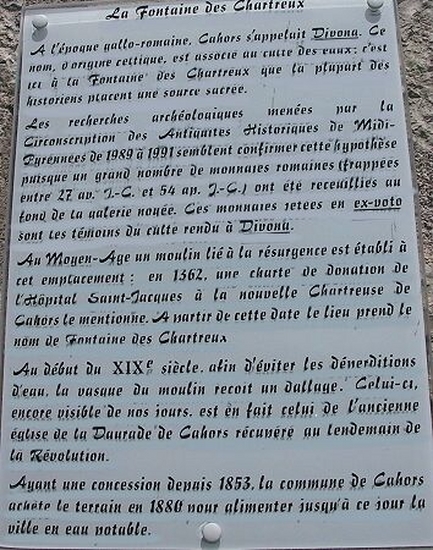 La Fontaine des Chartreux
A l'époque gallo-romaine, Cahors s'appelait Divona. Ce
nom, d'origine celtique, est associé au culte des eaux: c'est
ici à la Fontaine des Chartreux que la plupart des
historiens placent une source sacrée.
Les recherches archéologiques menées par la
Circonscription des Antiquités Historiques de Midi-
Pyrénnées de 1989 à 1991 semblent confirmer cette hypothèse
puisque un grand nombre de monnaies romaines (frappées
entre 27 av. J.-C. et 54 ap. J.-C.) ont été receuillies au
fond de la galerie noyée. Ces monnaies jetées en ex-voto
sont les témoins du culte rendu à Divona.
Au Moyen-Age un moulin lié à la résurgence est établi à
cet emplacement : en 1362, une charte de donation de
l'Hôpital Saint-Jacques à la nouvelle Chartreuse de
Cahors le mentionne. A partir de cette date le lieu prend le
nom de Fontaine des Chartreux
Au début du XIXe siècle, afin d'éviter les déperditions
d'eau, la vasque du moulin reçoit un dallage. Celui-ci,
encore visible de nos jours, est en fait celui de l'ancienne
église de la Daurade de Cahors récupéré au lendemain de
la Révolution.
Ayant une concession depuis 1853, la commune de Cahors
achète le terrain en 1880 pour alimenter jusqu'à ce jour la
ville en eau potable.